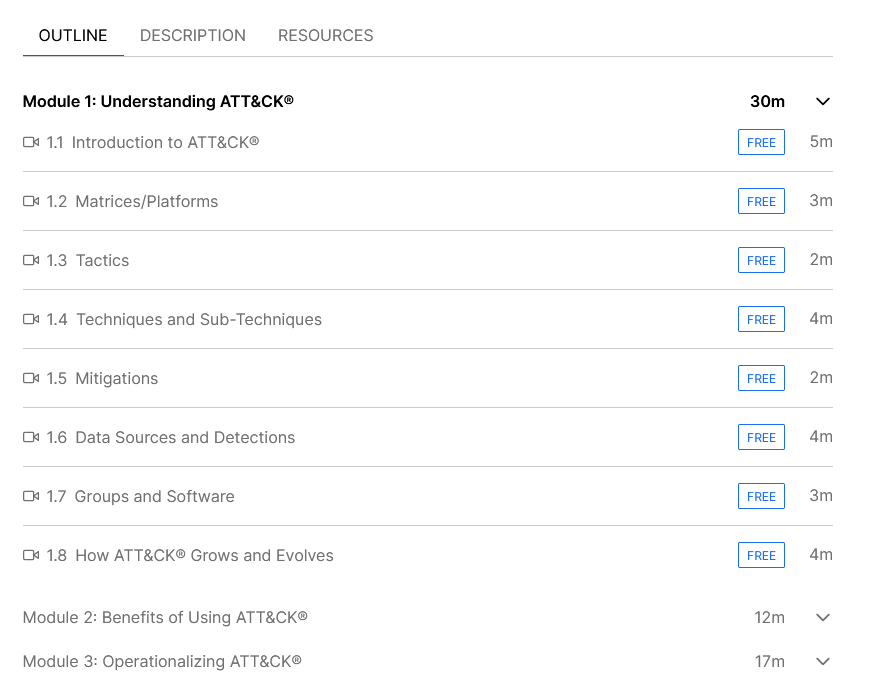 OUTLINE DESCRIPTION RESOURCES
Module 1: Understanding ATT&CK® 30m
1.1 Introduction to ATT&CK® FREE 5m
1.2 Matrices/Platforms FREE 3m
1.3 Tactics FREE 2m
1.4 Techniques and Sub-Techniques FREE 4m
1.5 Mitigations FREE 2m
1.6 Data Sources and Detections FREE 4m
1.7 Groups and Software FREE 3m
1.8 How ATT&CK® Grows and Evolves FREE 4m
Module 2: Benefits of Using ATT&CK® 12m
Module 3: Operationalizing ATT&CK® 17m